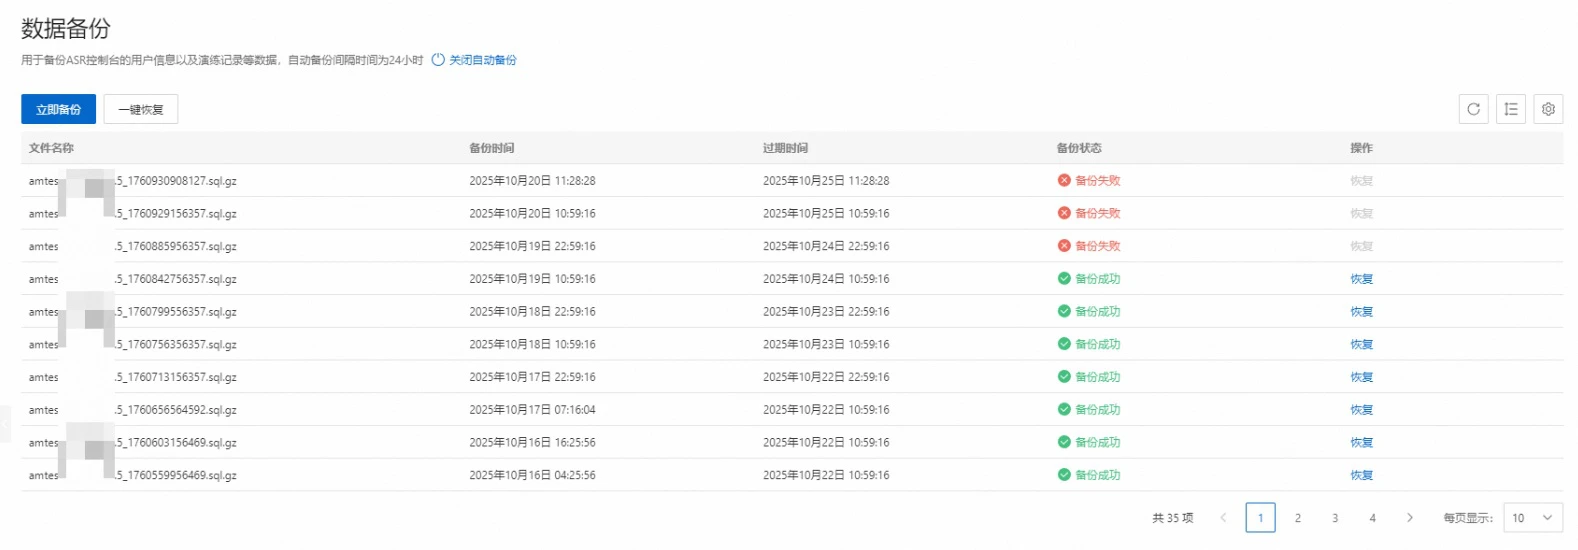 数据备份
用于备份ASR控制台的用户信息以及演练记录等数据，自动备份间隔时间为24小时 关闭自动备份
立即备份 一键恢复
文件名称 备份时间 过期时间 备份状态 操作
amtes .5_1760930908127.sql.gz 2025年10月20日 11:28:28 2025年10月25日 11:28:28 备份失败 恢复
amtes .5_1760929156357.sql.gz 2025年10月20日 10:59:16 2025年10月25日 10:59:16 备份失败 恢复
amtes .5_1760885956357.sql.gz 2025年10月19日 22:59:16 2025年10月24日 22:59:16 备份失败 恢复
amtes .5_1760842756357.sql.gz 2025年10月19日 10:59:16 2025年10月24日 10:59:16 备份成功 恢复
amtes .5_1760799556357.sql.gz 2025年10月18日 22:59:16 2025年10月23日 22:59:16 备份成功 恢复
amtes .5_1760756356357.sql.gz 2025年10月18日 10:59:16 2025年10月23日 10:59:16 备份成功 恢复
amtes .5_1760713156357.sql.gz 2025年10月17日 22:59:16 2025年10月22日 22:59:16 备份成功 恢复
amtes .5_1760656564592.sql.gz 2025年10月17日 07:16:04 2025年10月22日 10:59:16 备份成功 恢复
amtes .5_1760603156469.sql.gz 2025年10月16日 16:25:56 2025年10月22日 10:59:16 备份成功 恢复
amtes .5_1760559956469.sql.gz 2025年10月16日 04:25:56 2025年10月22日 10:59:16 备份成功 恢复
共 35 项 1 2 3 4 每页显示: 10